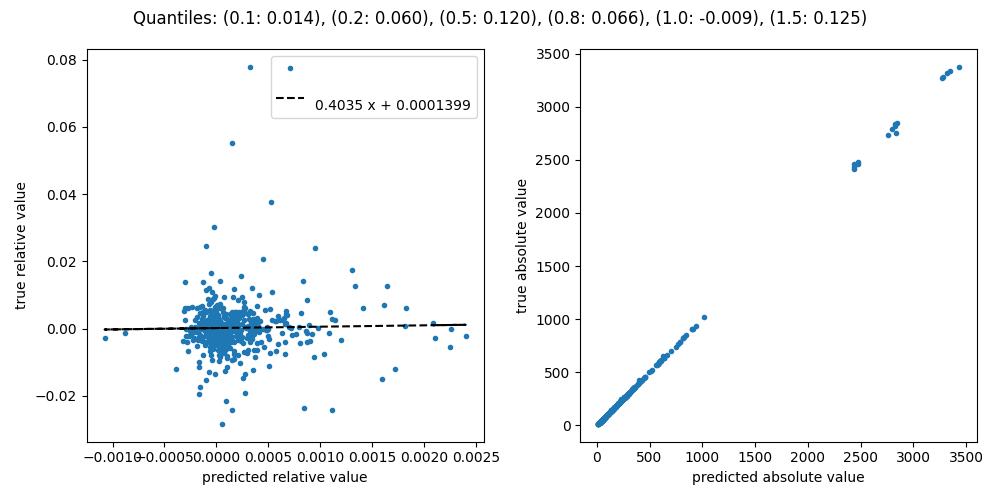 Quantiles: (0.1: 0.014), (0.2: 0.060), (0.5: 0.120), (0.8: 0.066), (1.0: -0.009), (1.5: 0.125)
0.08
0.06
0.04
0.02
0.00
−0.02
true relative value
0.4035 x + 0.0001399
−0.0010 −0.0005 0.0000 0.0005 0.0010 0.0015 0.0020 0.0025
predicted relative value
3500
3000
2500
2000
1500
1000
500
0
true absolute value
0 500 1000 1500 2000 2500 3000 3500
predicted absolute value